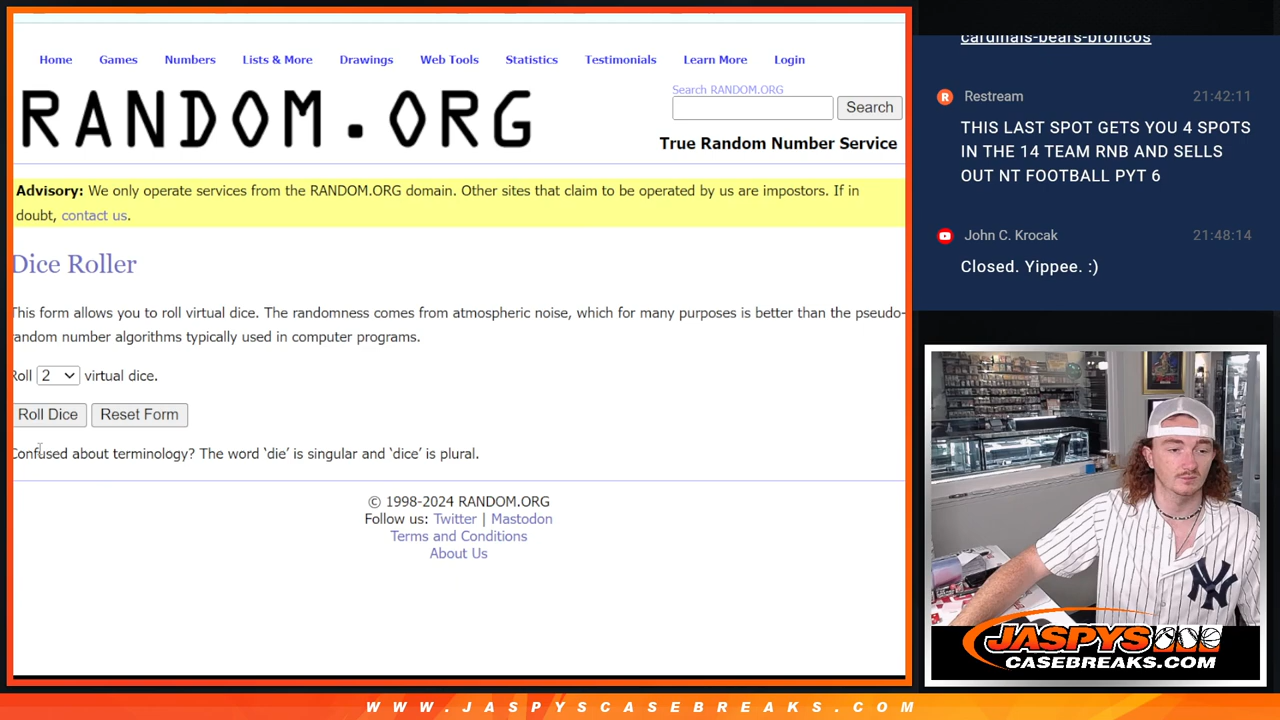 Home Games Numbers Lists & More Drawings Web Tools Statistics Testimonials Learn More Login
Search RANDOM.ORG
RANDOM.ORG
Search
True Random Number Service
Advisory: We only operate services from the RANDOM.ORG domain. Other sites that claim to be operated by us are impostors. If in
doubt, contact us.
Dice Roller
This form allows you to roll virtual dice. The randomness comes from atmospheric noise, which for many purposes is better than the pseudo-
random number algorithms typically used in computer programs.
Roll 2 virtual dice.
Roll Dice Reset Form
Confused about terminology? The word ‘die’ is singular and ‘dice’ is plural.
© 1998-2024 RANDOM.ORG
Follow us: Twitter | Mastodon
Terms and Conditions
About Us
cardinals-bears-broncos
Restream 21:42:11
THIS LAST SPOT GETS YOU 4 SPOTS
IN THE 14 TEAM RNB AND SELLS
OUT NT FOOTBALL PYT 6
John C. Krocak 21:48:14
Closed. Yippee. :)
NY
JASPYS
CASEBREAKS.COM
WWW.JASPYSCASEBREAKS.COM